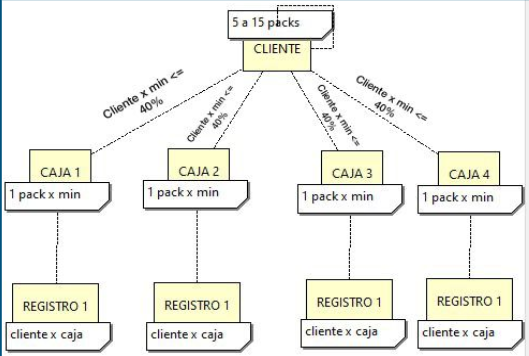 5 a 15 packs
CLIENTE
Cliente x min <=
40%
Cliente x min <=
40%
Cliente x min <=
40%
Cliente x min <=
40%
CAJA 1
1 pack x min
CAJA 2
1 pack x min
CAJA 3
1 pack x min
CAJA 4
1 pack x min
REGISTRO 1
cliente x caja
REGISTRO 1
cliente x caja
REGISTRO 1
cliente x caja
REGISTRO 1
cliente x caja